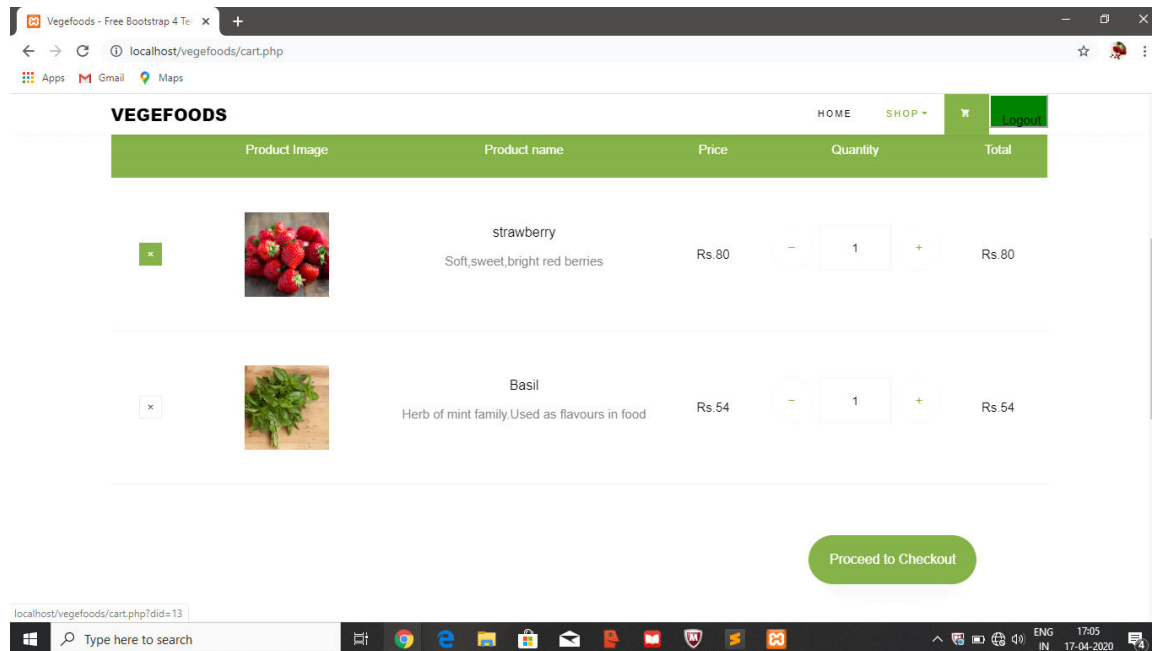 Vegefoods - Free Bootstrap 4 Te
localhost/vegefoods/cart.php
Apps Gmail Maps
VEGEFOODS HOME SHOP Logout
Product Image Product name Price Quantity Total
strawberry
Soft,sweet,bright red berries
× Rs.80 − 1 + Rs.80
Basil
Herb of mint family.Used as flavours in food
× Rs.54 − 1 + Rs.54
Proceed to Checkout
localhost/vegefoods/cart.php?did=13
Type here to search
ENG 17:05
IN 17-04-2020 4